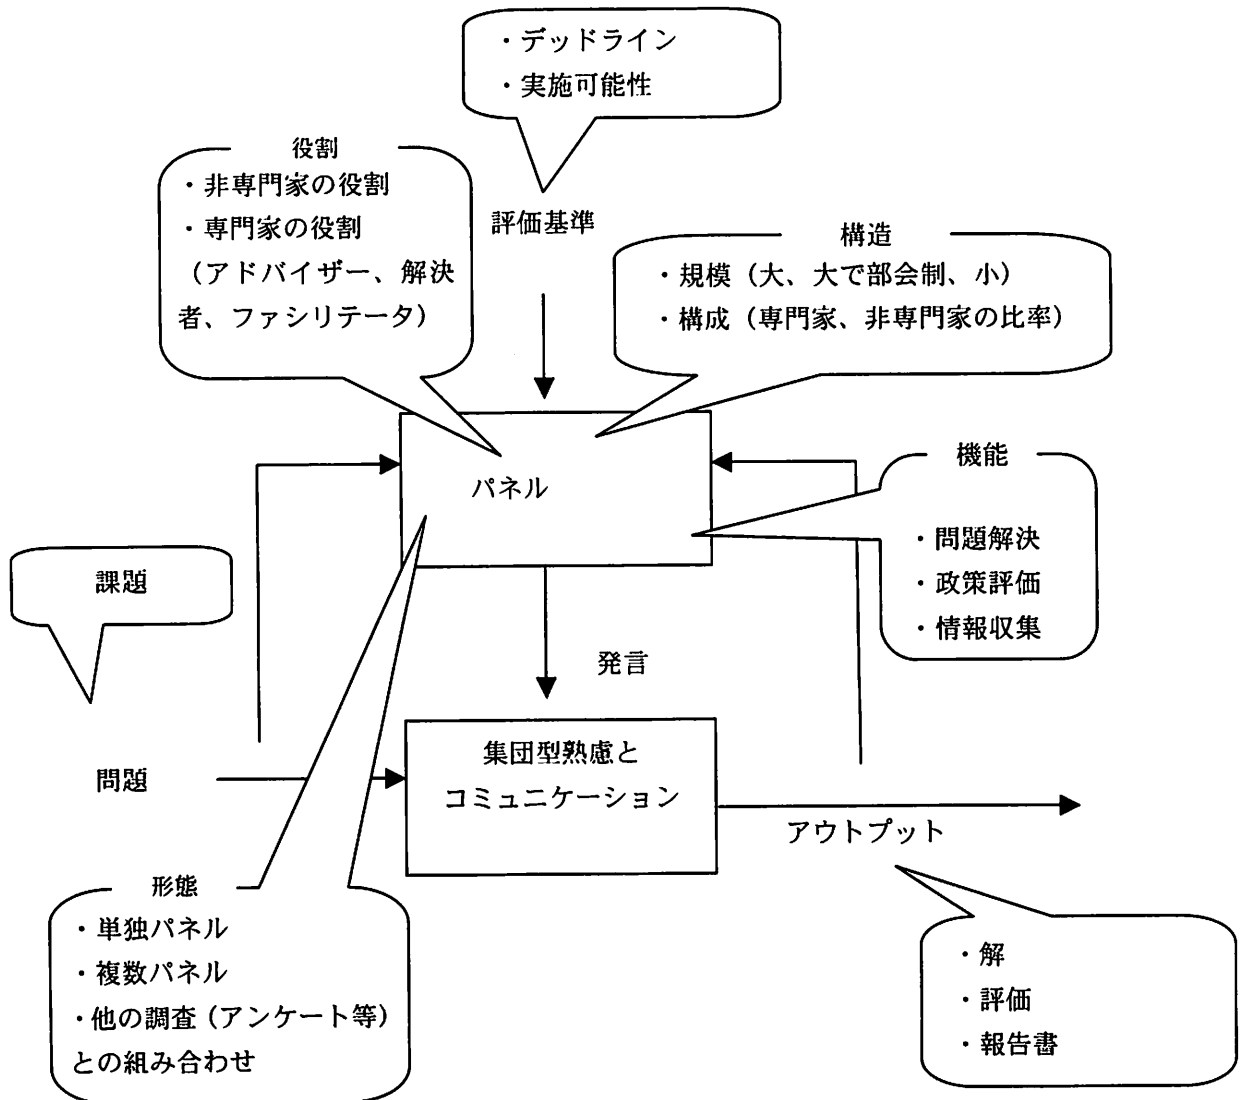 ・デッドライン
・実施可能性
役割
・非専門家の役割
・専門家の役割
（アドバイザー、解決
者、ファシリテータ）
評価基準
構造
・規模（大、大で部会制、小）
・構成（専門家、非専門家の比率）
パネル
機能
・問題解決
・政策評価
・情報収集
課題
発言
問題
集団型熟慮と
コミュニケーション
アウトプット
形態
・単独パネル
・複数パネル
・他の調査（アンケート等）
との組み合わせ
・解
・評価
・報告書